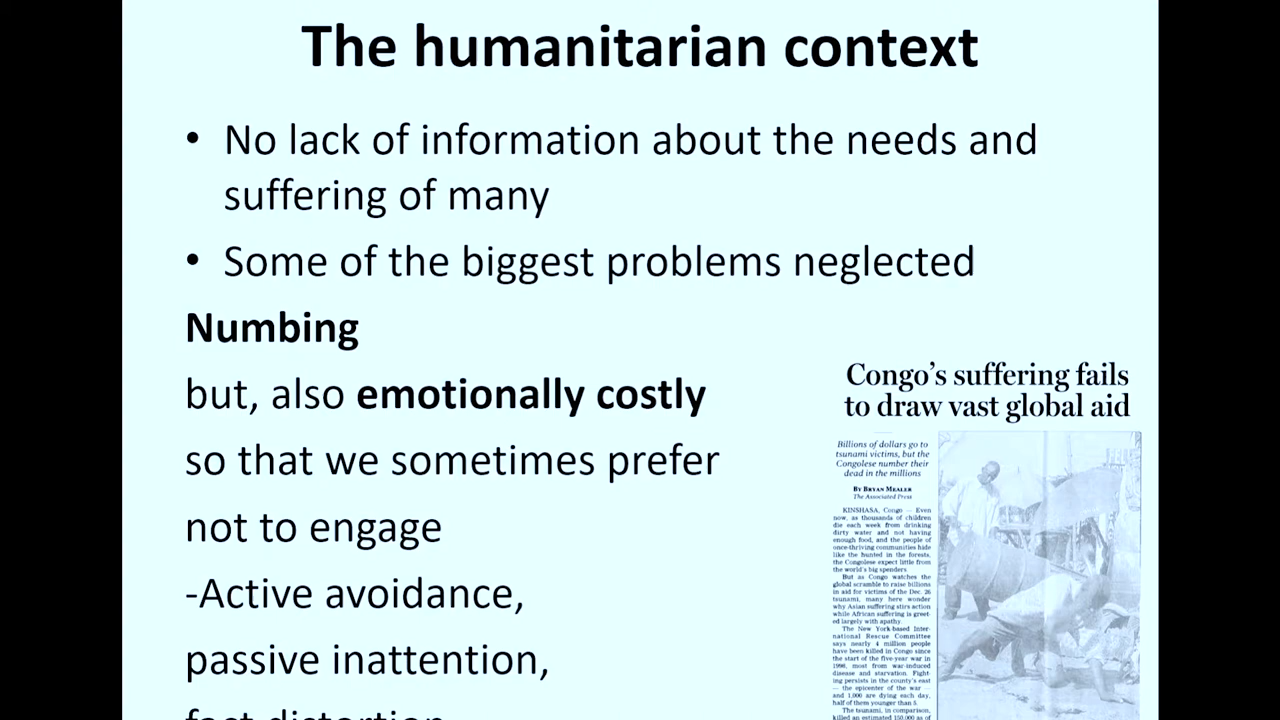 The humanitarian context
• No lack of information about the needs and
suffering of many
• Some of the biggest problems neglected
Numbing
but, also emotionally costly
so that we sometimes prefer
not to engage
-Active avoidance,
passive inattention,
fact distortion
Congo's suffering fails
to draw vast global aid
Billions of dollars go to
tsunami victims, but the
Congolese number their
dead in the millions
BY BRYAN MEALER
The Associated Press
KINSHASA, Congo — Even
now, as thousands of children
die each week from drinking
dirty water and not having
enough food, and the people of
once-thriving communities hide
like the hunted in the forests,
the Congolese expect little from
the world's big spenders.
But as Congo watches the
global scramble to raise billions
in aid for victims of the Dec. 26
tsunami, many here wonder
why Asian suffering stirs action
while African suffering is greet-
ed largely with apathy.
The New York-based Inter-
national Rescue Committee
says nearly 4 million people
have been killed in Congo since
the start of the five-year war in
1998, most from war-induced
disease and starvation. Fight-
ing persists in the county's east
— the epicenter of the war —
and 1,000 are dying each day,
half of them younger than 5.
The tsunami, in comparison,
killed an estimated 150,000 as of